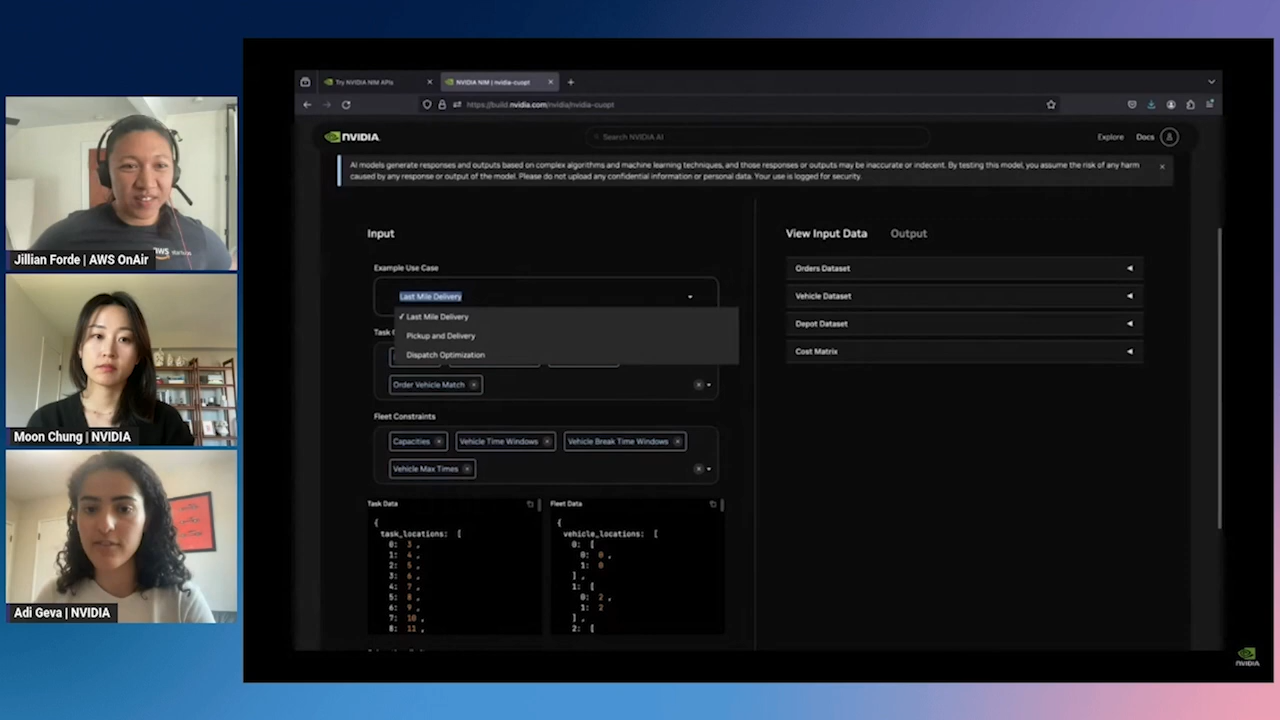 Jillian Forde | AWS OnAir
Moon Chung | NVIDIA
Adi Geva | NVIDIA
aws
Try NVIDIA NIM APIs
NVIDIA NIM | nvidia-cuopt
https://build.nvidia.com/nvidia/nvidia-cuopt
NVIDIA
Search NVIDIA AI
Explore Docs
AI models generate responses and outputs based on complex algorithms and machine learning techniques, and those responses or outputs may be inaccurate or indecent. By testing this model, you assume the risk of any harm
caused by any response or output of the model. Please do not upload any confidential information or personal data. Your use is logged for security.
Input
Example Use Case
Last Mile Delivery
✓ Last Mile Delivery
Pickup and Delivery
Dispatch Optimization
Order Vehicle Match
Fleet Constraints
Capacities
Vehicle Time Windows
Vehicle Break Time Windows
Vehicle Max Times
Task Data
{
task_locations: [
0: 3 ,
1: 4 ,
2: 5 ,
3: 6 ,
4: 7 ,
5: 8 ,
6: 9 ,
7: 10 ,
8: 11 ,
Fleet Data
{
vehicle_locations: [
0: [
0: 0 ,
1: 0
] ,
1: [
0: 2 ,
1: 2
] ,
2: [
View Input Data
Output
Orders Dataset
Vehicle Dataset
Depot Dataset
Cost Matrix
NVIDIA